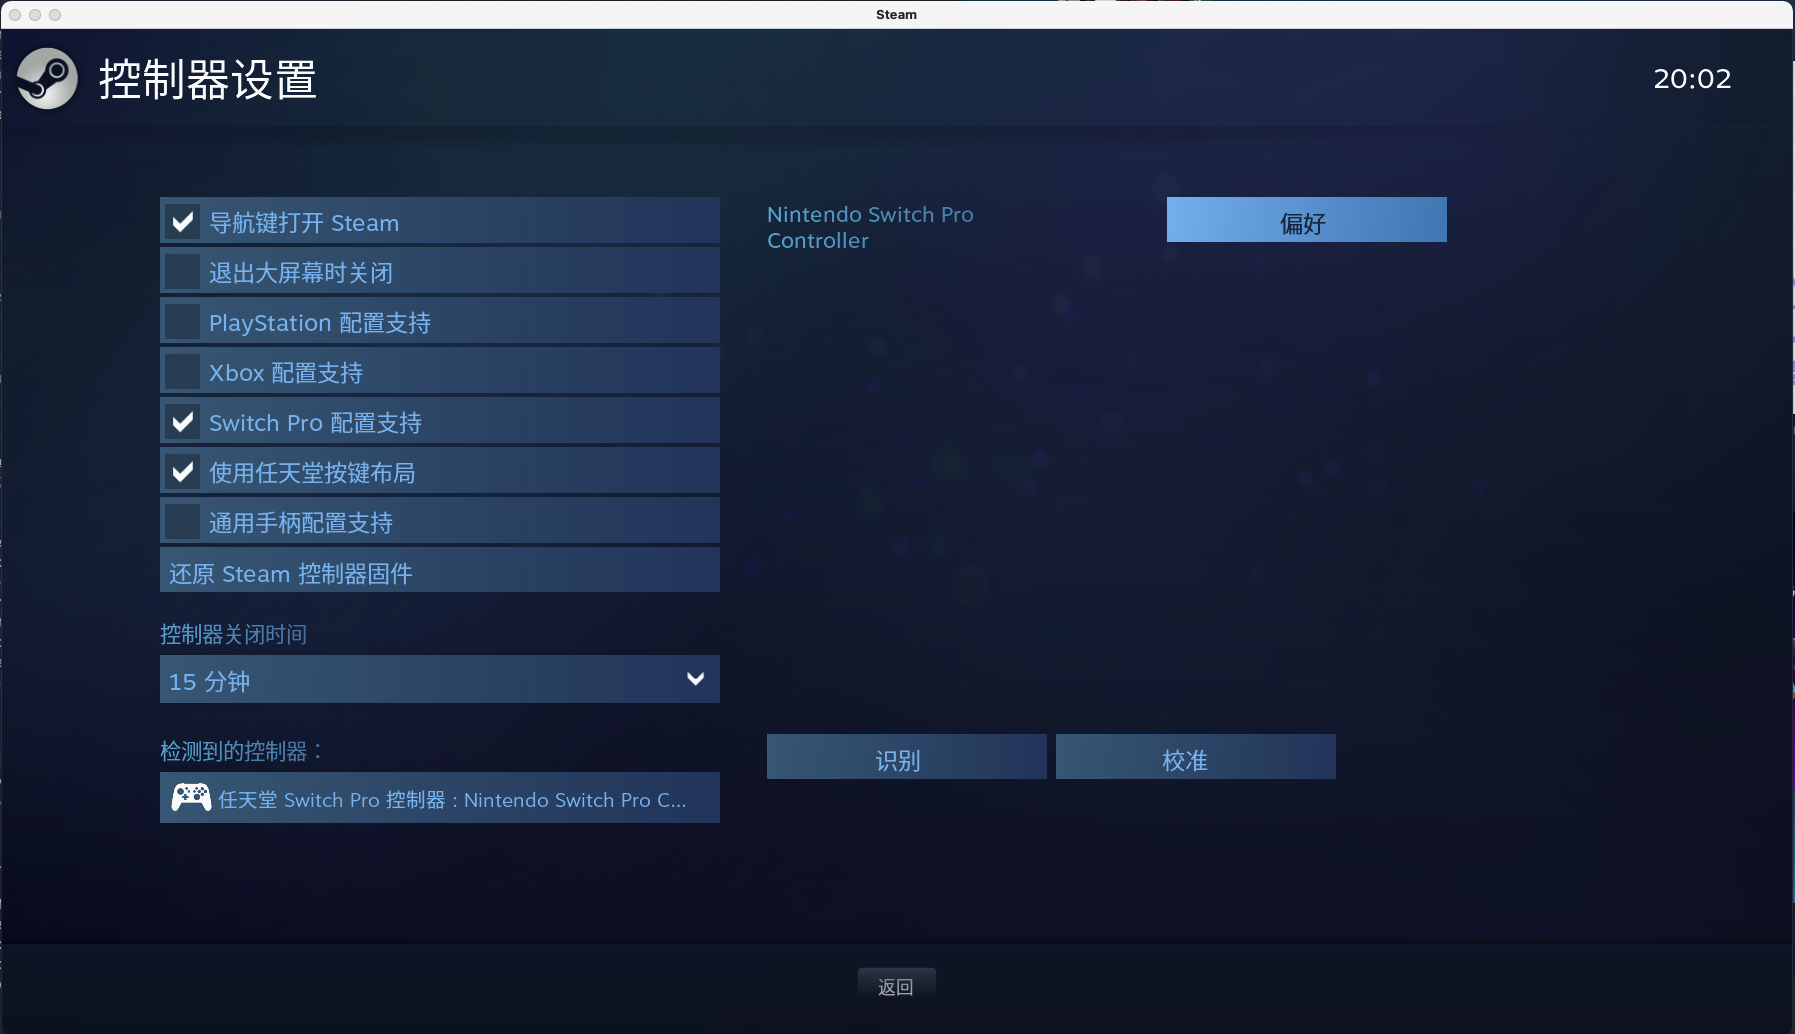 Steam
控制器设置
20:02
导航键打开 Steam
退出大屏幕时关闭
PlayStation 配置支持
Xbox 配置支持
Switch Pro 配置支持
使用任天堂按键布局
通用手柄配置支持
还原 Steam 控制器固件
控制器关闭时间
15 分钟
检测到的控制器：
任天堂 Switch Pro 控制器：Nintendo Switch Pro C...
Nintendo Switch Pro
Controller
偏好
识别
校准
返回